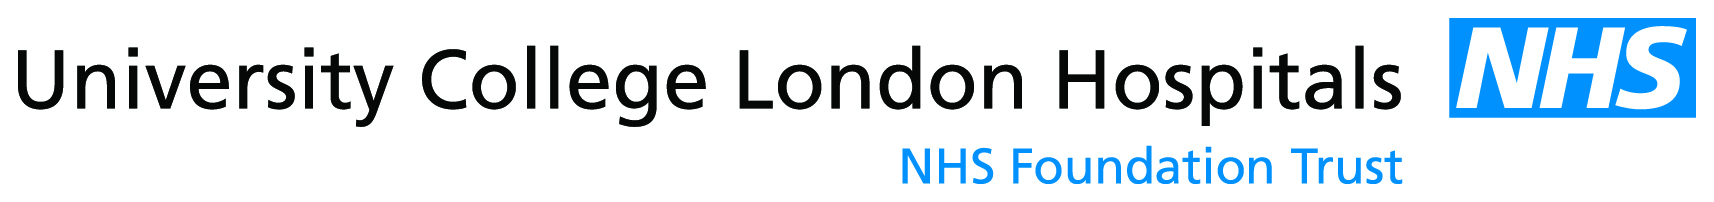 University College London Hospitals NHS
NHS Foundation Trust